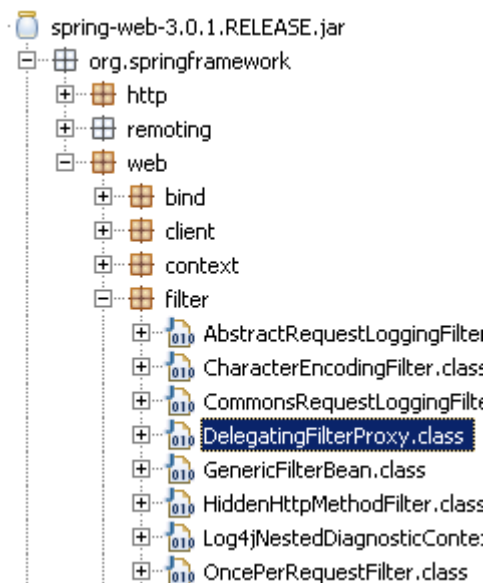 spring-web-3.0.1.RELEASE.jar
org.springframework
http
remoting
web
bind
client
context
filter
AbstractRequestLoggingFilter
CharacterEncodingFilter.class
CommonsRequestLoggingFilte
DelegatingFilterProxy.class
GenericFilterBean.class
HiddenHttpMethodFilter.class
Log4jNestedDiagnosticContex
OncePerRequestFilter.class